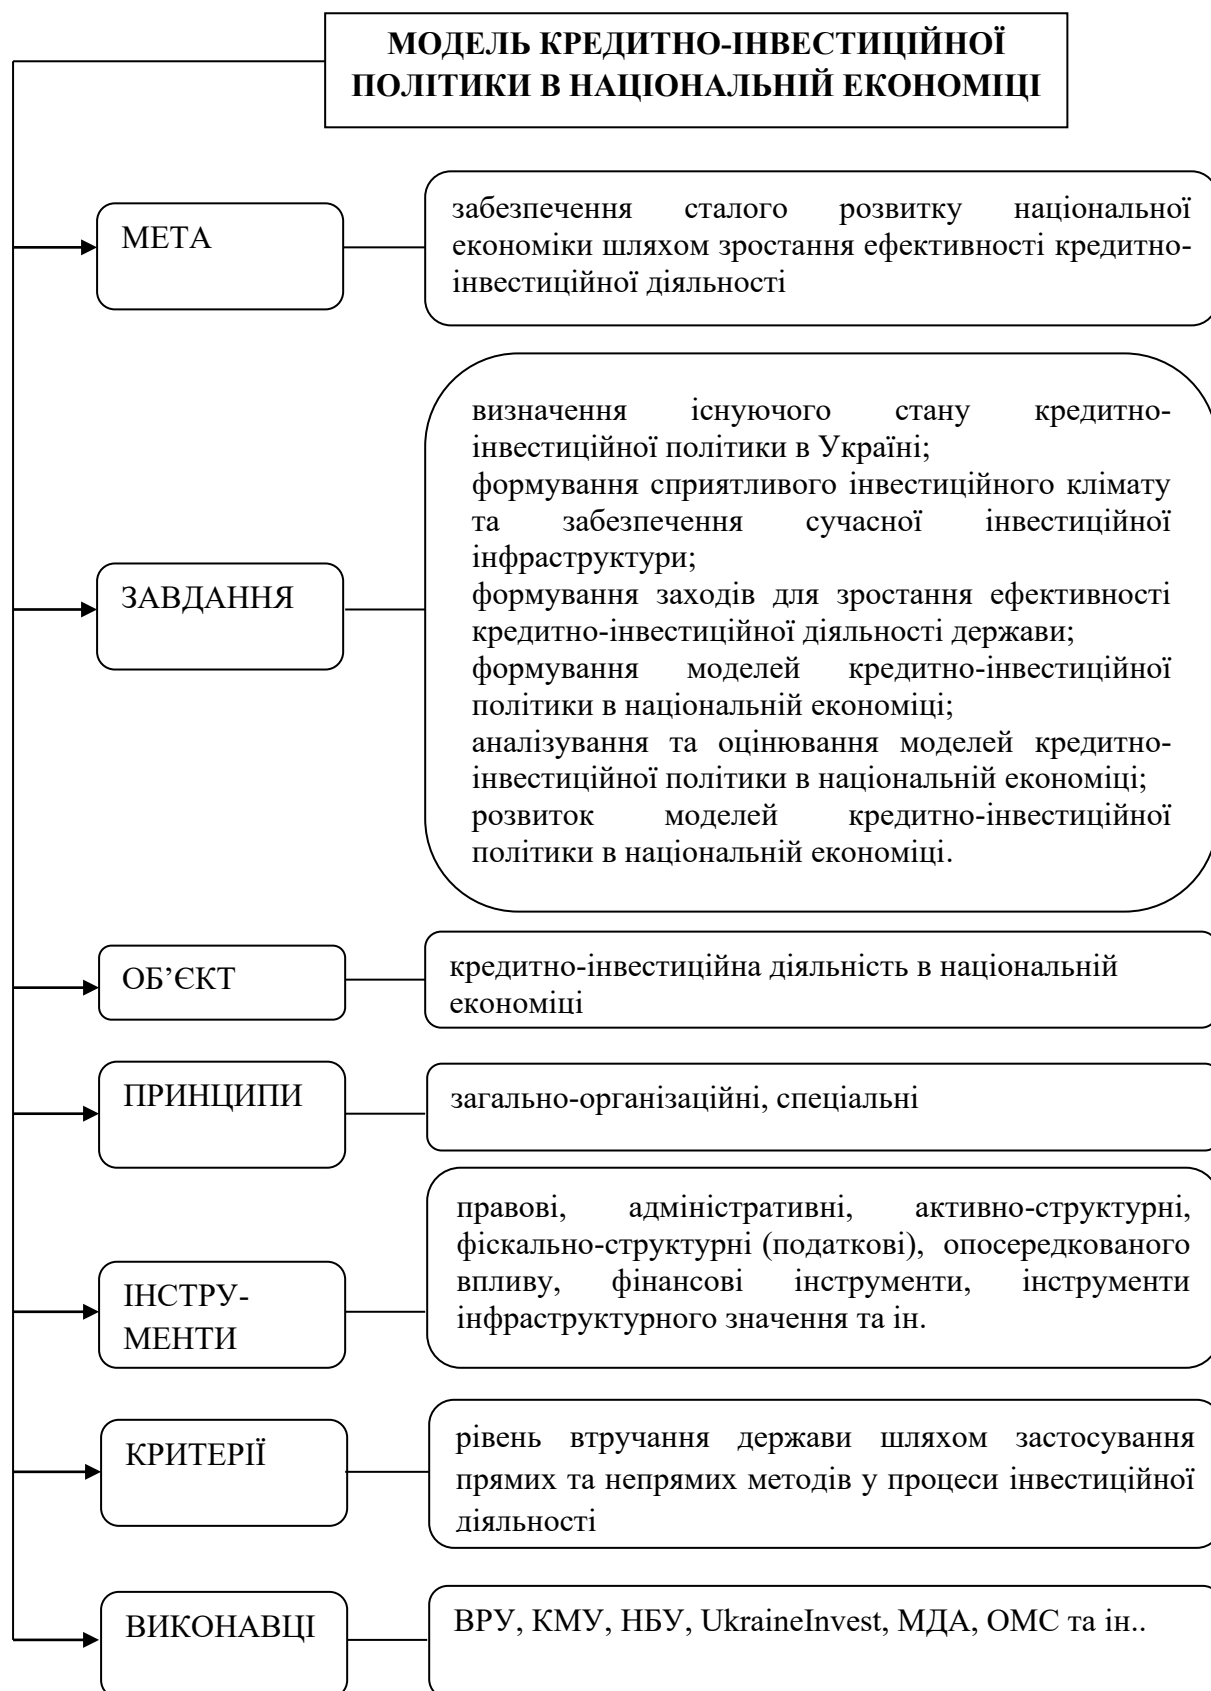 МОДЕЛЬ КРЕДИТНО-ІНВЕСТИЦІЙНОЇ
ПОЛІТИКИ В НАЦІОНАЛЬНІЙ ЕКОНОМІЦІ
МЕТА
забезпечення сталого розвитку національної
економіки шляхом зростання ефективності кредитно-
інвестиційної діяльності
ЗАВДАННЯ
визначення існуючого стану кредитно-
інвестиційної політики в Україні;
формування сприятливого інвестиційного клімату
та забезпечення сучасної інвестиційної
інфраструктури;
формування заходів для зростання ефективності
кредитно-інвестиційної діяльності держави;
формування моделей кредитно-інвестиційної
політики в національній економіці;
аналізування та оцінювання моделей кредитно-
інвестиційної політики в національній економіці;
розвиток моделей кредитно-інвестиційної
політики в національній економіці.
ОБ’ЄКТ
кредитно-інвестиційна діяльність в національній
економіці
ПРИНЦИПИ
загально-організаційні, спеціальні
ІНСТРУ-
МЕНТИ
правові, адміністративні, активно-структурні,
фіскально-структурні (податкові), опосередкованого
впливу, фінансові інструменти, інструменти
інфраструктурного значення та ін.
КРИТЕРІЇ
рівень втручання держави шляхом застосування
прямих та непрямих методів у процеси інвестиційної
діяльності
ВИКОНАВЦІ
ВРУ, КМУ, НБУ, UkraineInvest, МДА, ОМС та ін..